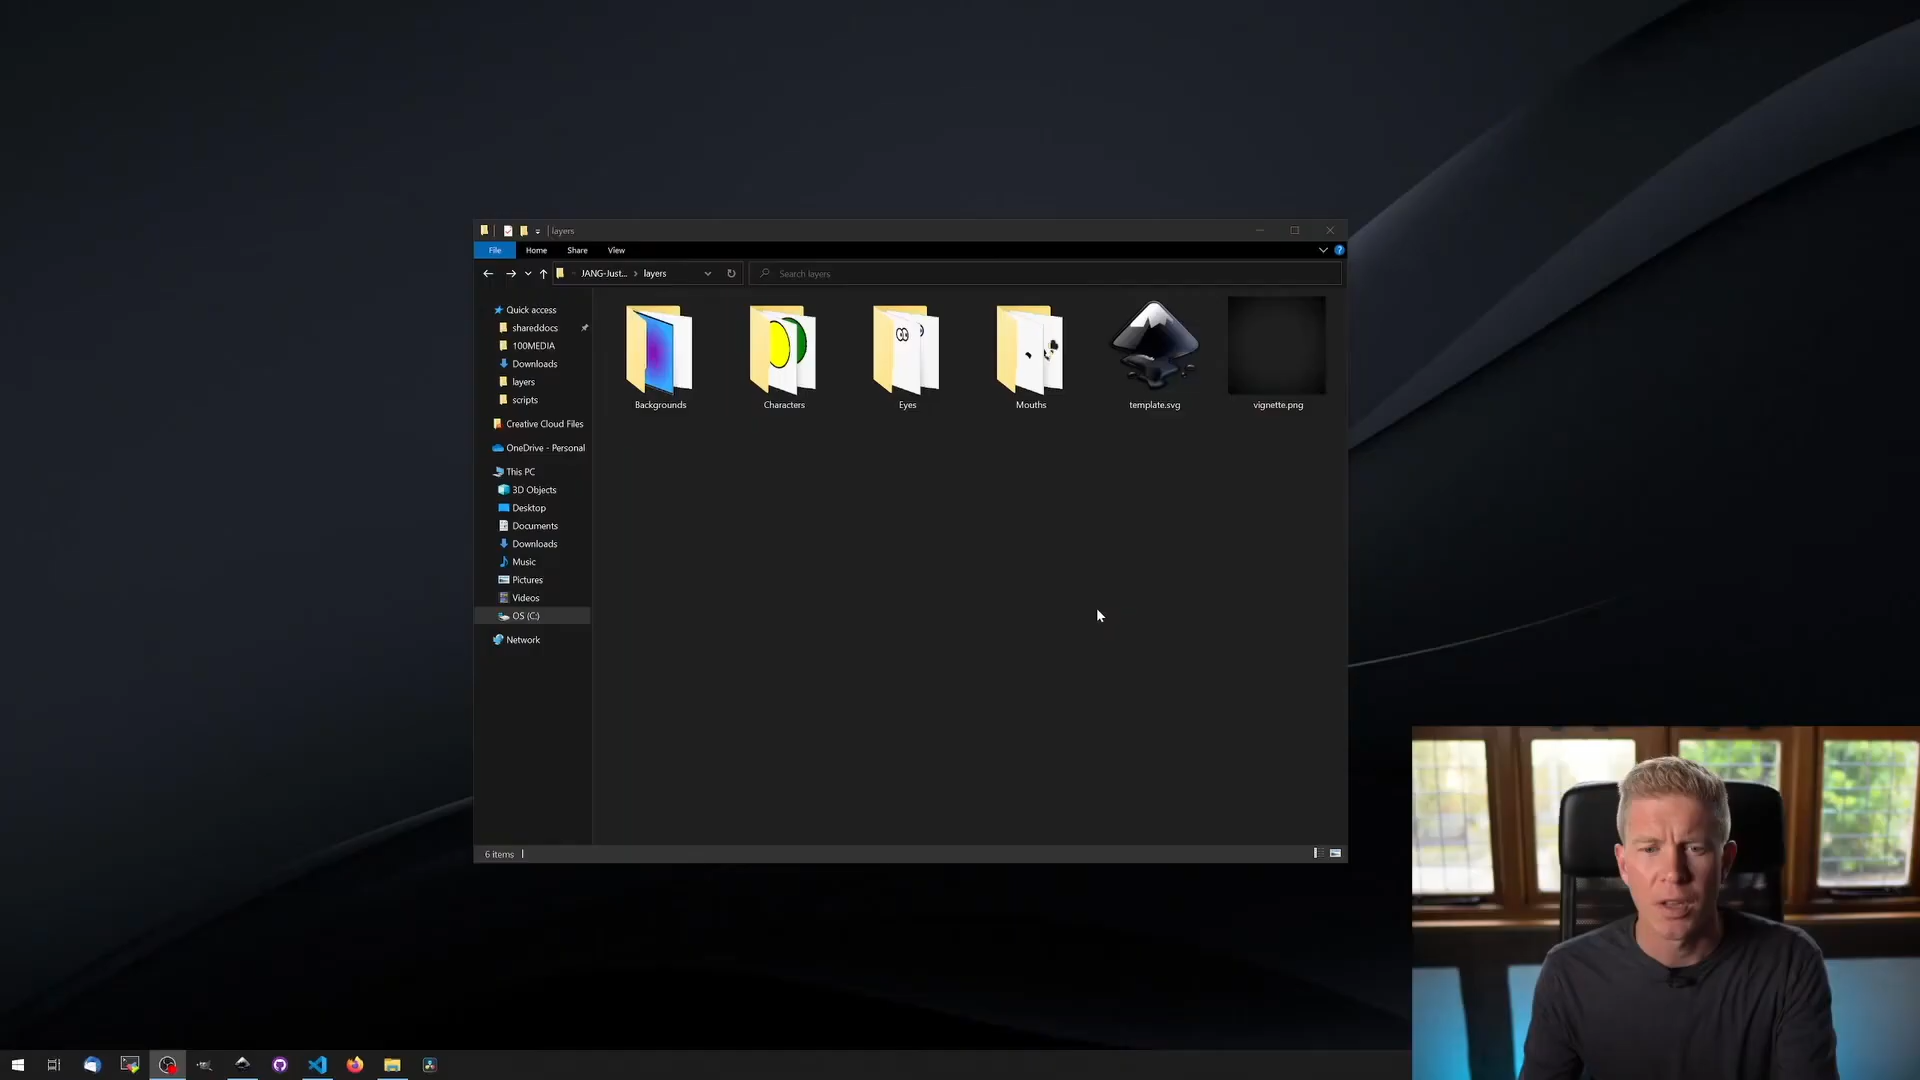 layers
File Home Share View
JANG-Just... layers
Search layers
Quick access
shareddocs
100MEDIA
Downloads
layers
scripts
Creative Cloud Files
OneDrive - Personal
This PC
3D Objects
Desktop
Documents
Downloads
Music
Pictures
Videos
OS (C:)
Network
Backgrounds Characters Eyes Mouths template.svg vignette.png
6 items